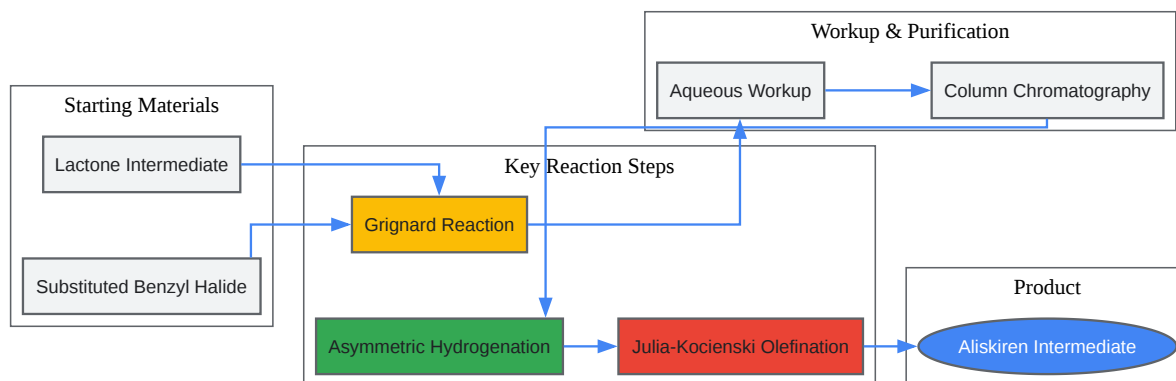 Workup & Purification
Aqueous Workup
Column Chromatography
Starting Materials
Lactone Intermediate
Substituted Benzyl Halide
Key Reaction Steps
Grignard Reaction
Asymmetric Hydrogenation
Julia-Kocienski Olefination
Product
Aliskiren Intermediate